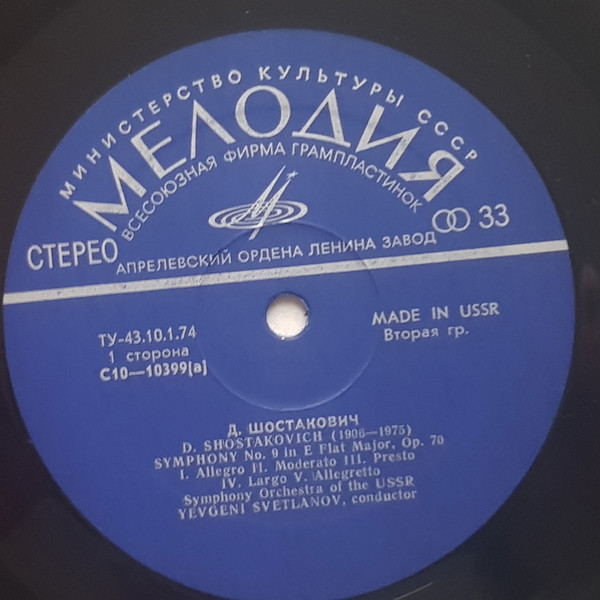 МИНИСТЕРСТВО КУЛЬТУРЫ СССР
МЕЛОДИЯ
ВСЕСОЮЗНАЯ ФИРМА ГРАМПЛАСТИНОК
СТЕРЕО
33
АПРЕЛЕВСКИЙ ОРДЕНА ЛЕНИНА ЗАВОД
ТУ-43.10.1.74
1 сторона
С10—10399(а)
MADE IN USSR
Вторая гр.
Д. ШОСТАКОВИЧ
D. SHOSTAKOVICH (1906—1975)
SYMPHONY No. 9 in E Flat Major, Op. 70
I. Allegro II. Moderato III. Presto
IV. Largo V. Allegretto
Symphony Orchestra of the USSR
YEVGENI SVETLANOV, conductor